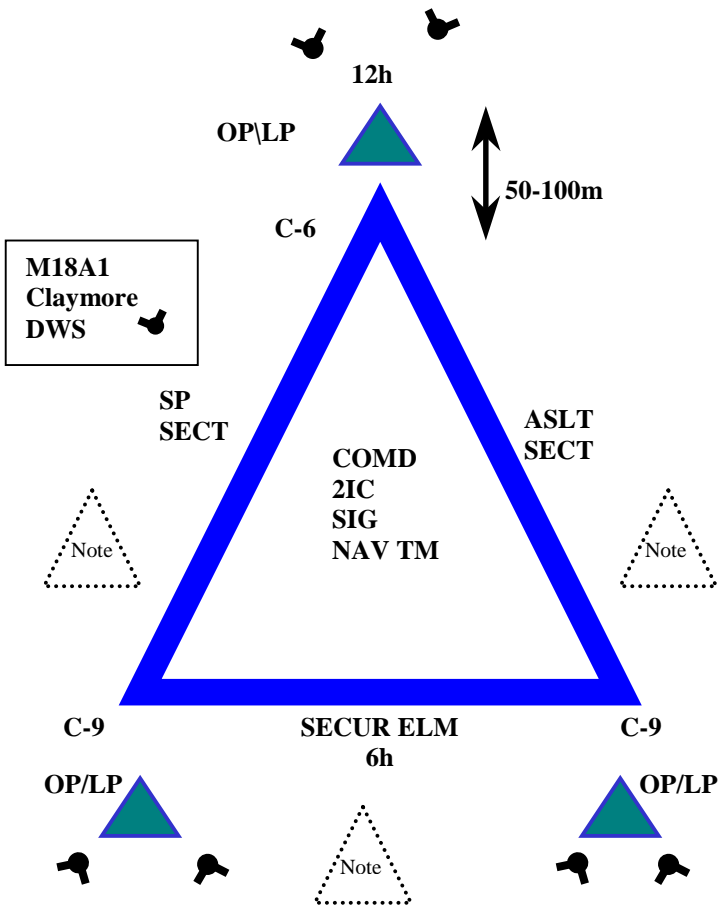 12h
OP\LP
50-100m
C-6
M18A1
Claymore
DWS
SP
SECT
ASLT
SECT
COMD
2IC
SIG
NAV TM
Note
Note
C-9
SECUR ELM
6h
C-9
OP/LP
OP/LP
Note